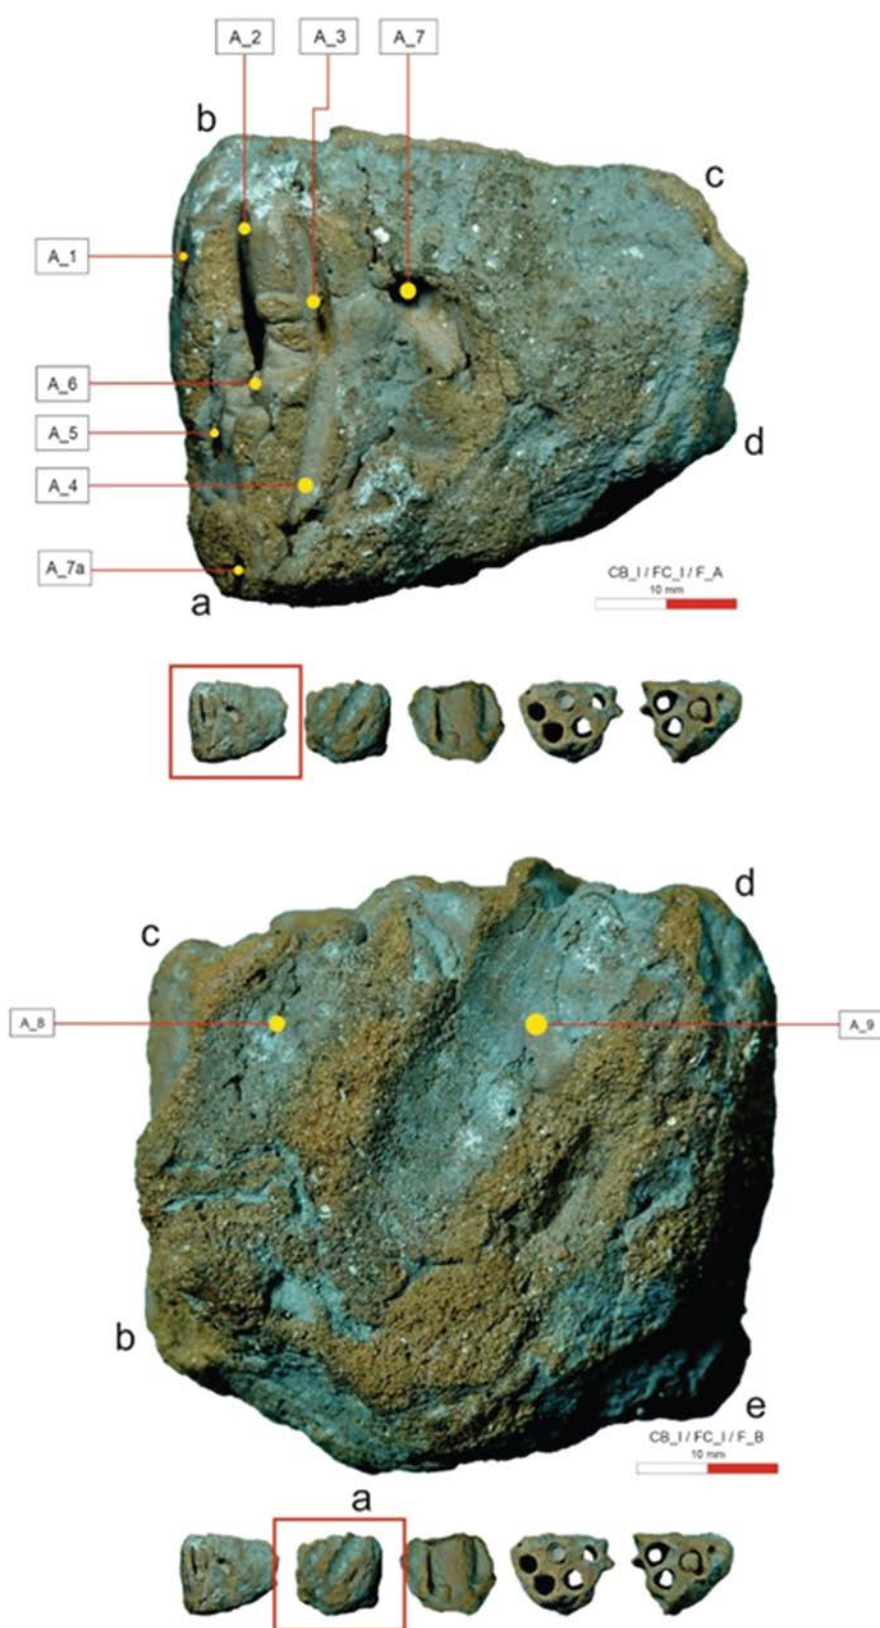 A_2 A_3 A_7
b
c
A_1
A_6
A_5
d
A_4
A_7a
CB_I / FC_I / F_A
10 mm
a
d
c
A_8
A_9
b
e
CB_I / FC_I / F_B
10 mm
a